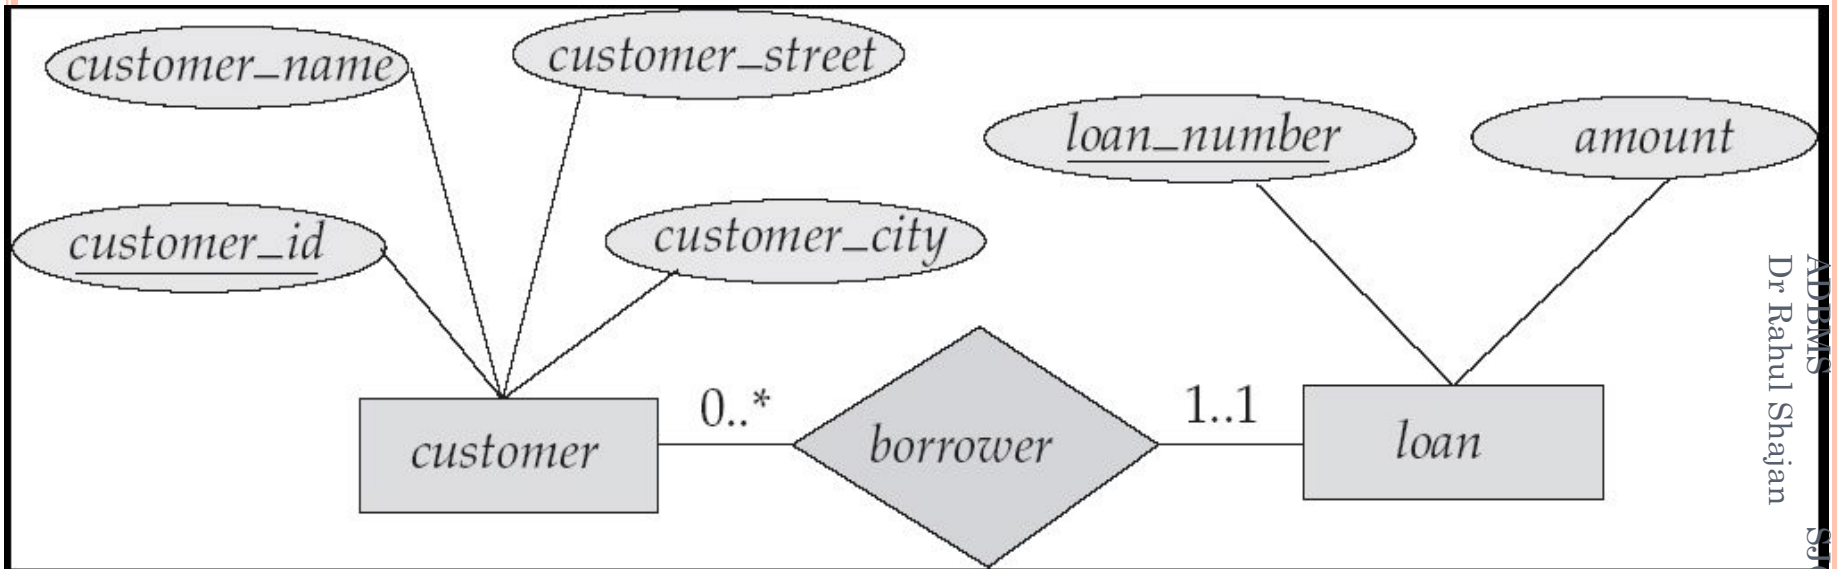 customer_name
customer_street
loan_number
amount
customer_id
customer_city
customer
0..*
borrower
1..1
loan
ADBMS
Dr Rahul Shajan